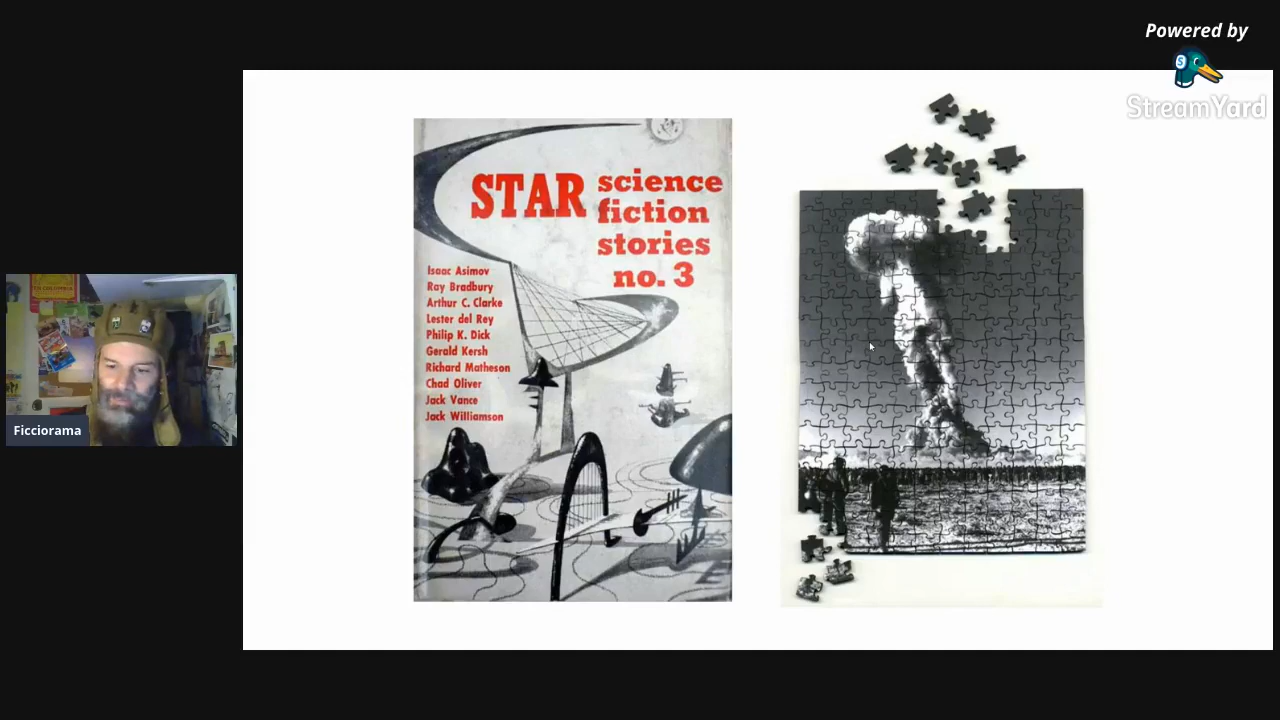 Powered by
StreamYard
STAR science
fiction
stories
no. 3
Isaac Asimov
Ray Bradbury
Arthur C. Clarke
Lester del Rey
Philip K. Dick
Gerald Kersh
Richard Matheson
Chad Oliver
Jack Vance
Jack Williamson
Ficciorama